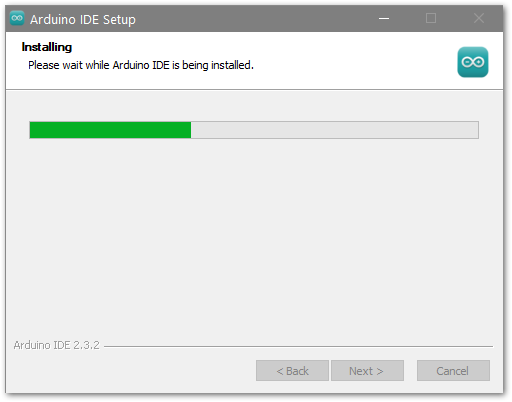 Arduino IDE Setup
Installing
Please wait while Arduino IDE is being installed.
Arduino IDE 2.3.2
< Back Next > Cancel